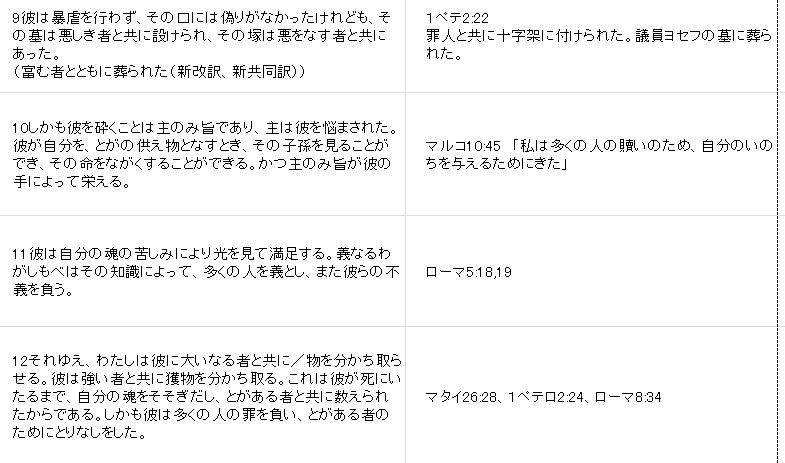 9彼は暴虐を行わず、その口には偽りがなかったけれども、そ
の墓は悪しき者と共に設けられ、その塚は悪をなす者と共に
あった。
（富む者とともに葬られた（新改訳、新共同訳））
1ペテ2:22
罪人と共に十字架に付けられた。議員ヨセフの墓に葬ら
れた。
10しかも彼を砕くことは主のみ旨であり、主は彼を悩まされた。
彼が自分を、とがの供え物となすとき、その子孫を見ることが
でき、その命をながくすることができる。かつ主のみ旨が彼の
手によって栄える。
マルコ10:45　「私は多くの人の贖いのため、自分のいの
ちを与えるためにきた」
11彼は自分の魂の苦しみにより光を見て満足する。義なるわ
がしもべはその知識によって、多くの人を義とし、また彼らの不
義を負う。
ローマ5:18,19
12それゆえ、わたしは彼に大いなる者と共に／物を分かち取ら
せる。彼は強い者と共に獲物を分かち取る。これは彼が死にい
たるまで、自分の魂をそそぎだし、とがある者と共に数えられ
たからである。しかも彼は多くの人の罪を負い、とがある者の
ためにとりなしをした。
マタイ26:28、1ペテロ2:24、ローマ8:34